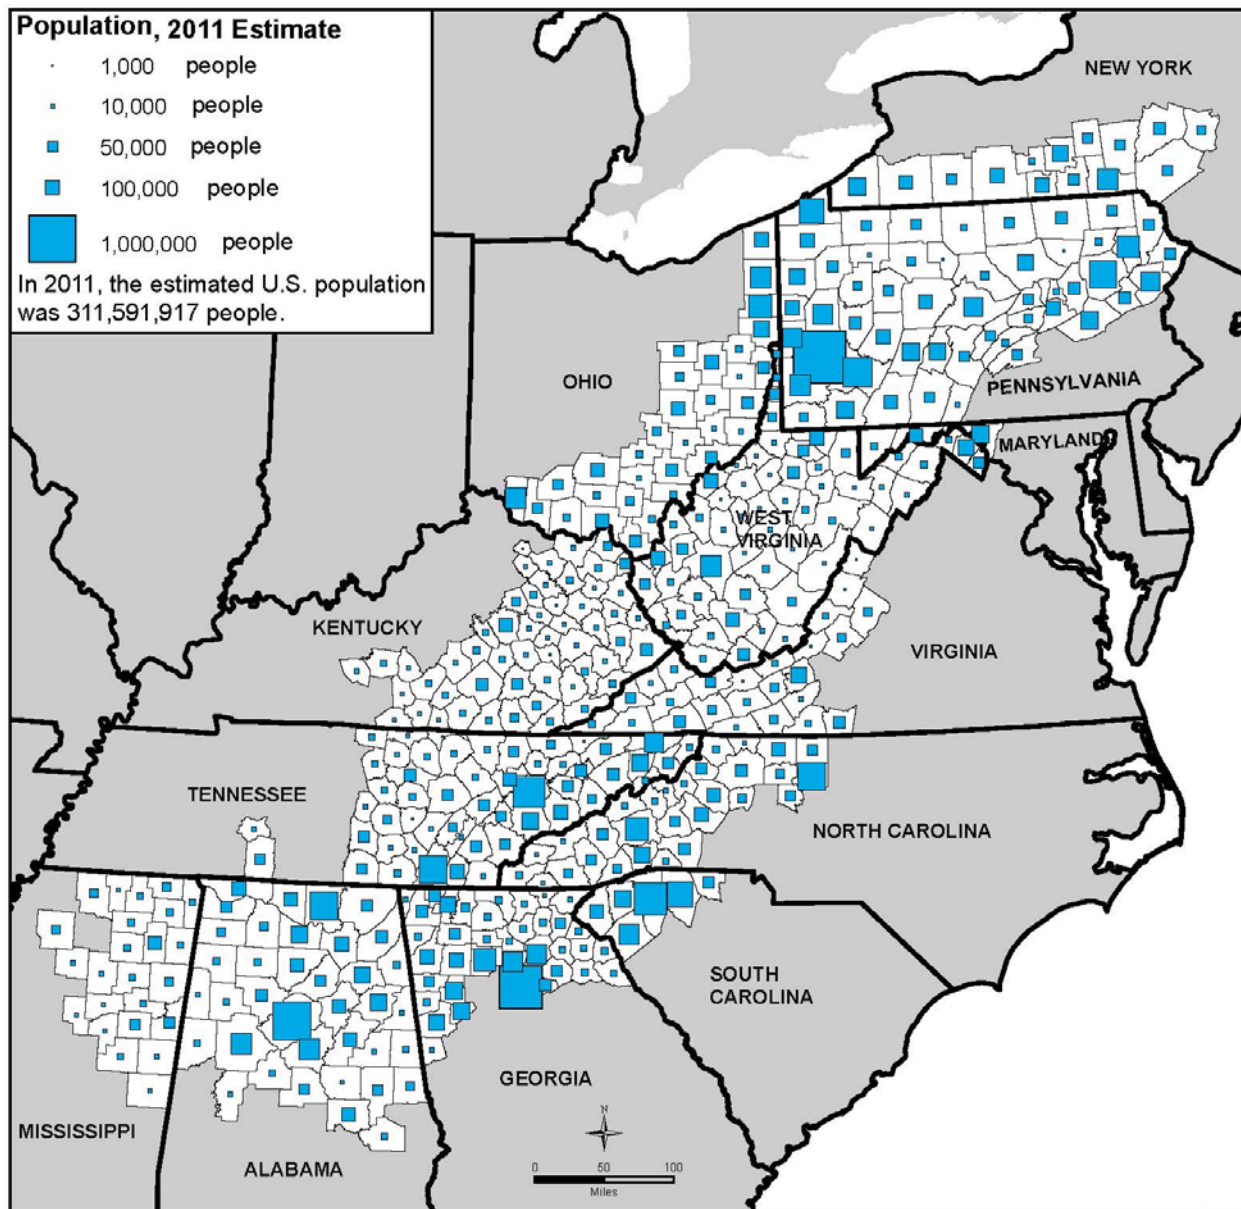 Population, 2011 Estimate
1,000 people
10,000 people
50,000 people
100,000 people
1,000,000 people
In 2011, the estimated U.S. population
was 311,591,917 people.
NEW YORK
OHIO
PENNSYLVANIA
MARYLAND
WEST
VIRGINIA
KENTUCKY
VIRGINIA
TENNESSEE
NORTH CAROLINA
SOUTH
CAROLINA
GEORGIA
MISSISSIPPI
ALABAMA
N
0 50 100
Miles